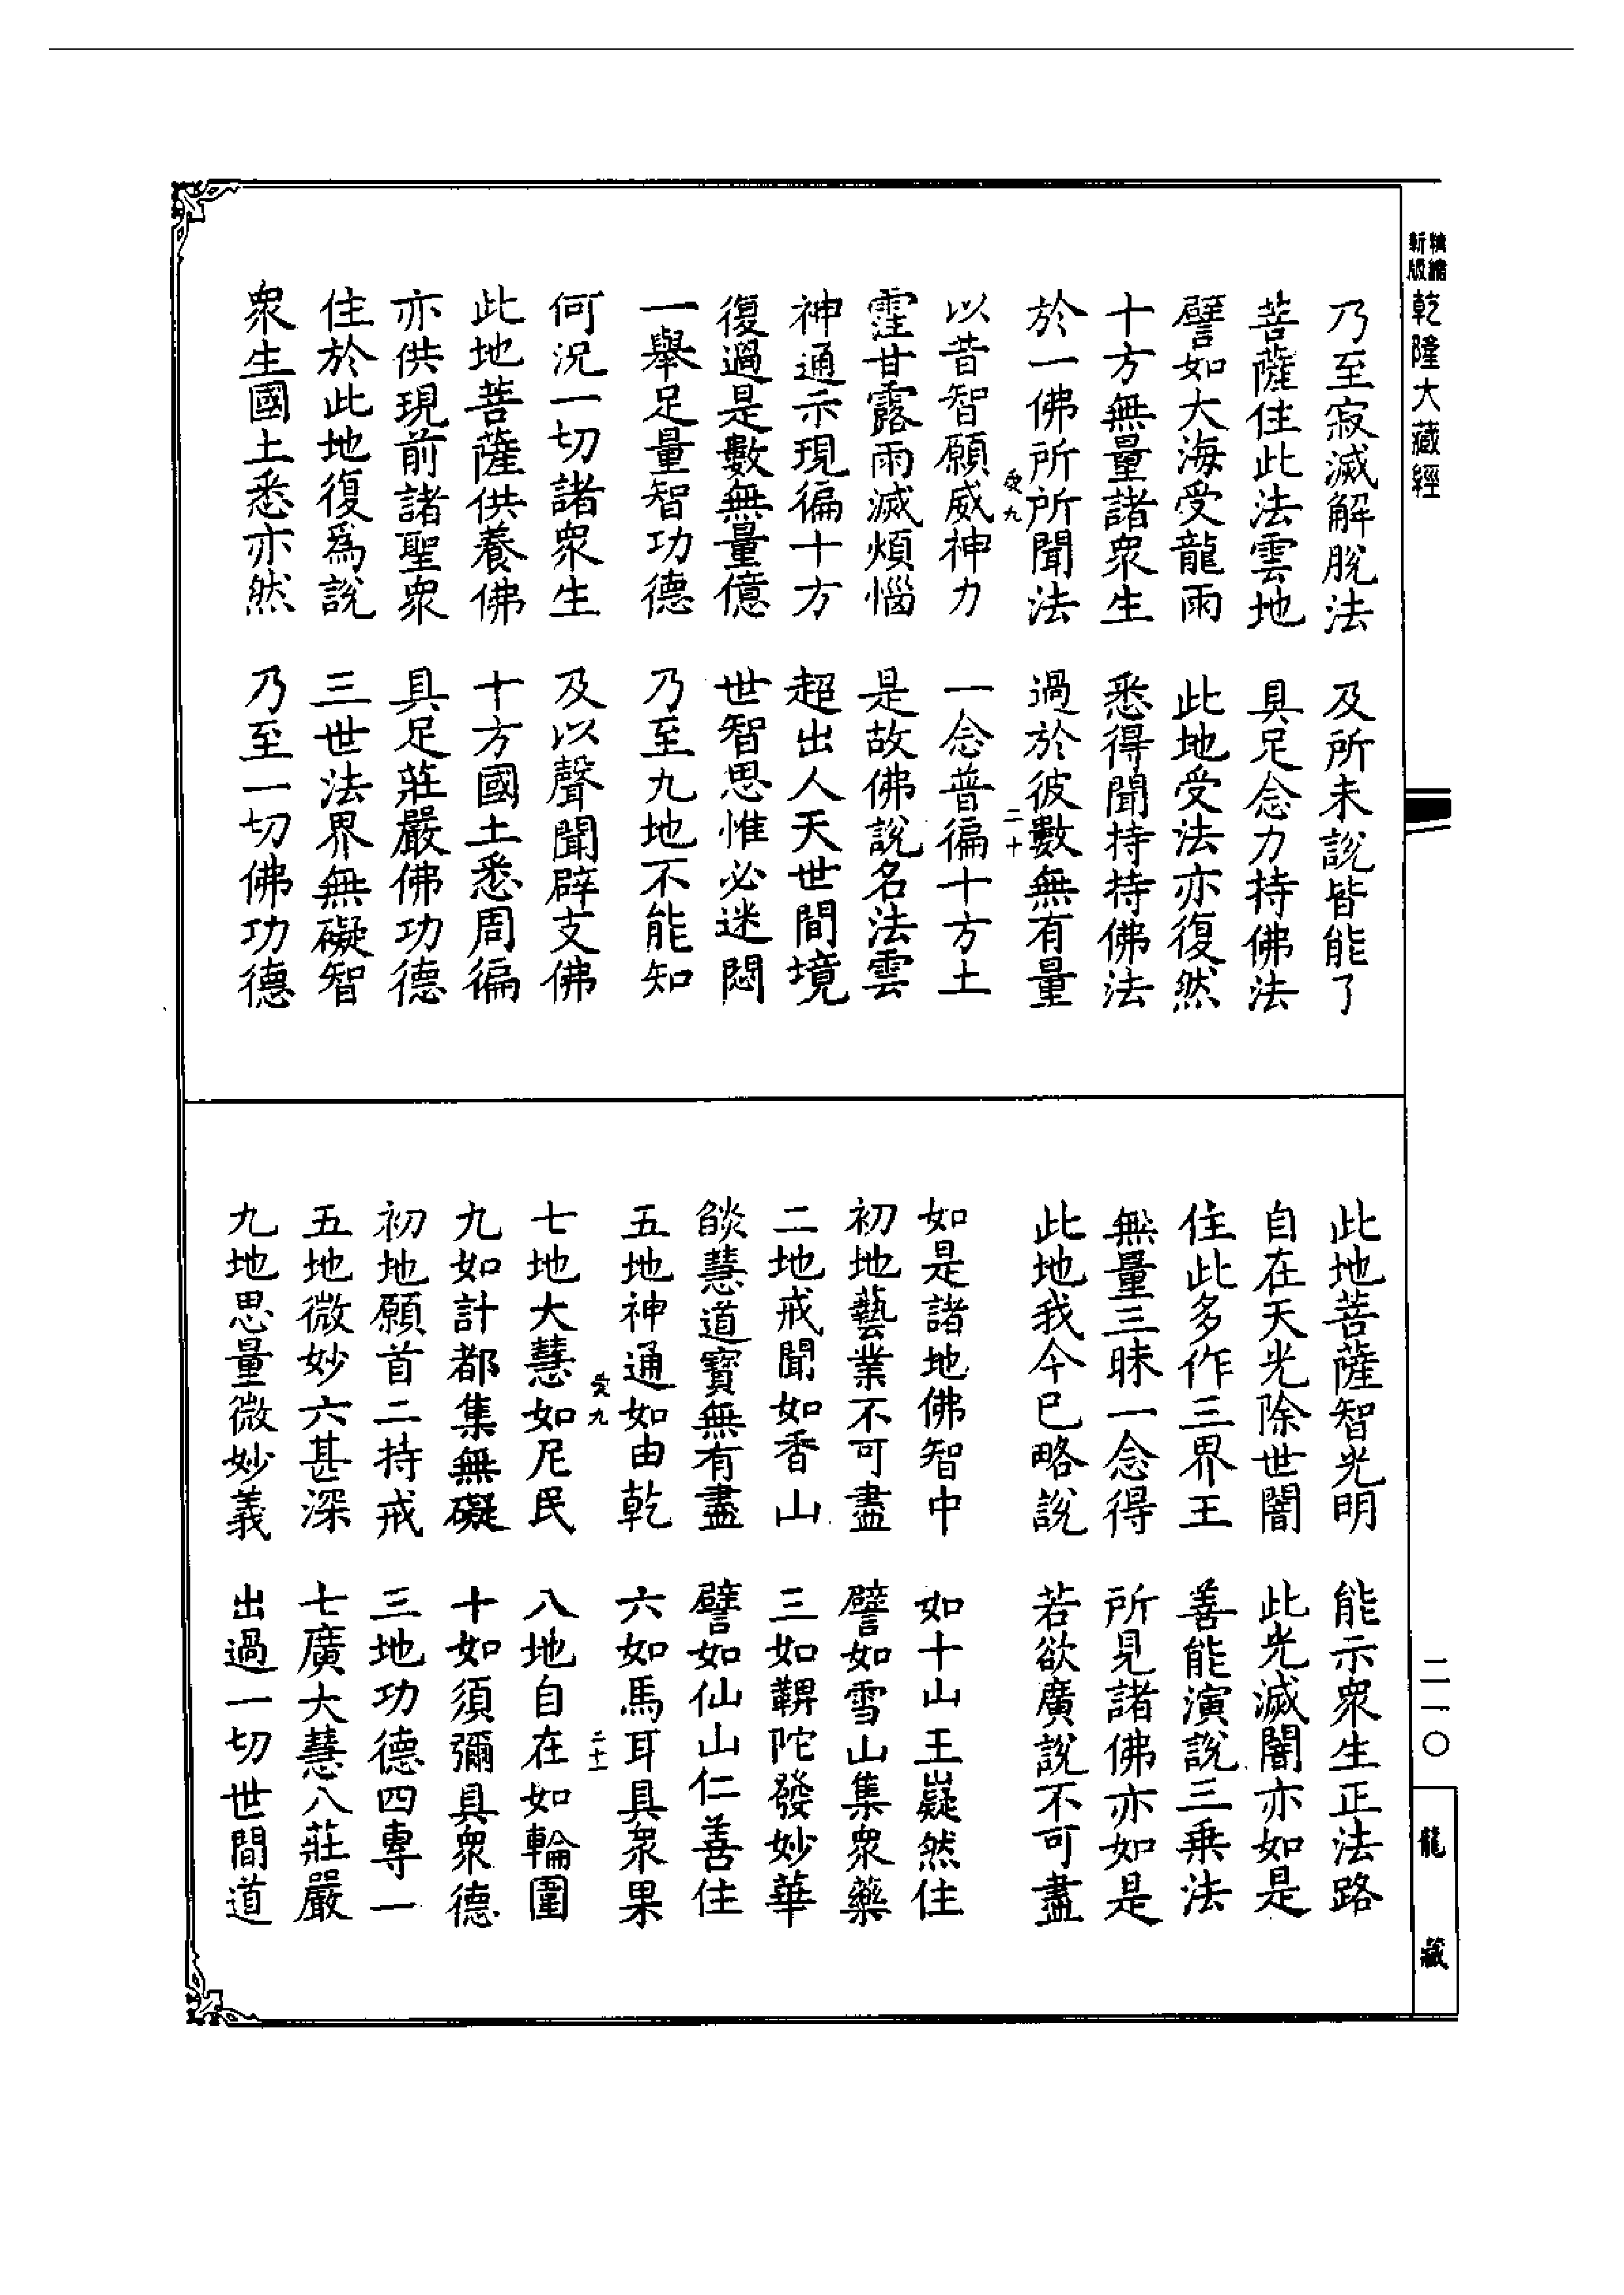 精縮
新版
乾隆大藏經
乃至寂滅解脫法　及所未說皆能了
菩薩住此法雲地　具足念力持佛法
譬如大海受龍雨　此地受法亦復然
十方無量諸衆生　悉得聞持持佛法
於一佛所所聞法　過於彼數無有量
受九　二十
以昔智願威神力　一念普徧十方土
霔甘露雨滅煩惱　是故佛說名法雲
神通示現徧十方　超出人天世間境
復過是數無量億　世智思惟必迷悶
一舉足量智功德　乃至九地不能知
何況一切諸衆生　及以聲聞辟支佛
此地菩薩供養佛　十方國土悉周徧
亦供現前諸聖衆　具足莊嚴佛功德
住於此地復爲說　三世法界無礙智
衆生國土悉亦然　乃至一切佛功德
此地菩薩智光明　能示衆生正法路
自在天光除世闇　此光滅闇亦如是
住此多作三界王　善能演說三乗法
無量三昧一念得　所見諸佛亦如是
此地我今已略說　若欲廣說不可盡
如是諸地佛智中　如十山王嶷然住
初地藝業不可盡　譬如雪山集衆藥
二地戒聞如香山　三如鞞陀發妙華
燄慧道寶無有盡　譬如仙山仁善住
五地神通如由乾　六如馬耳具衆果
受九　二十一
七地大慧如尼民　八地自在如輪圍
九如計都集無礙　十如須彌具衆德
初地願首二持戒　三地功德四專一
五地微妙六甚深　七廣大慧八莊嚴
九地思量微妙義　出過一切世間道
二一〇
龍藏